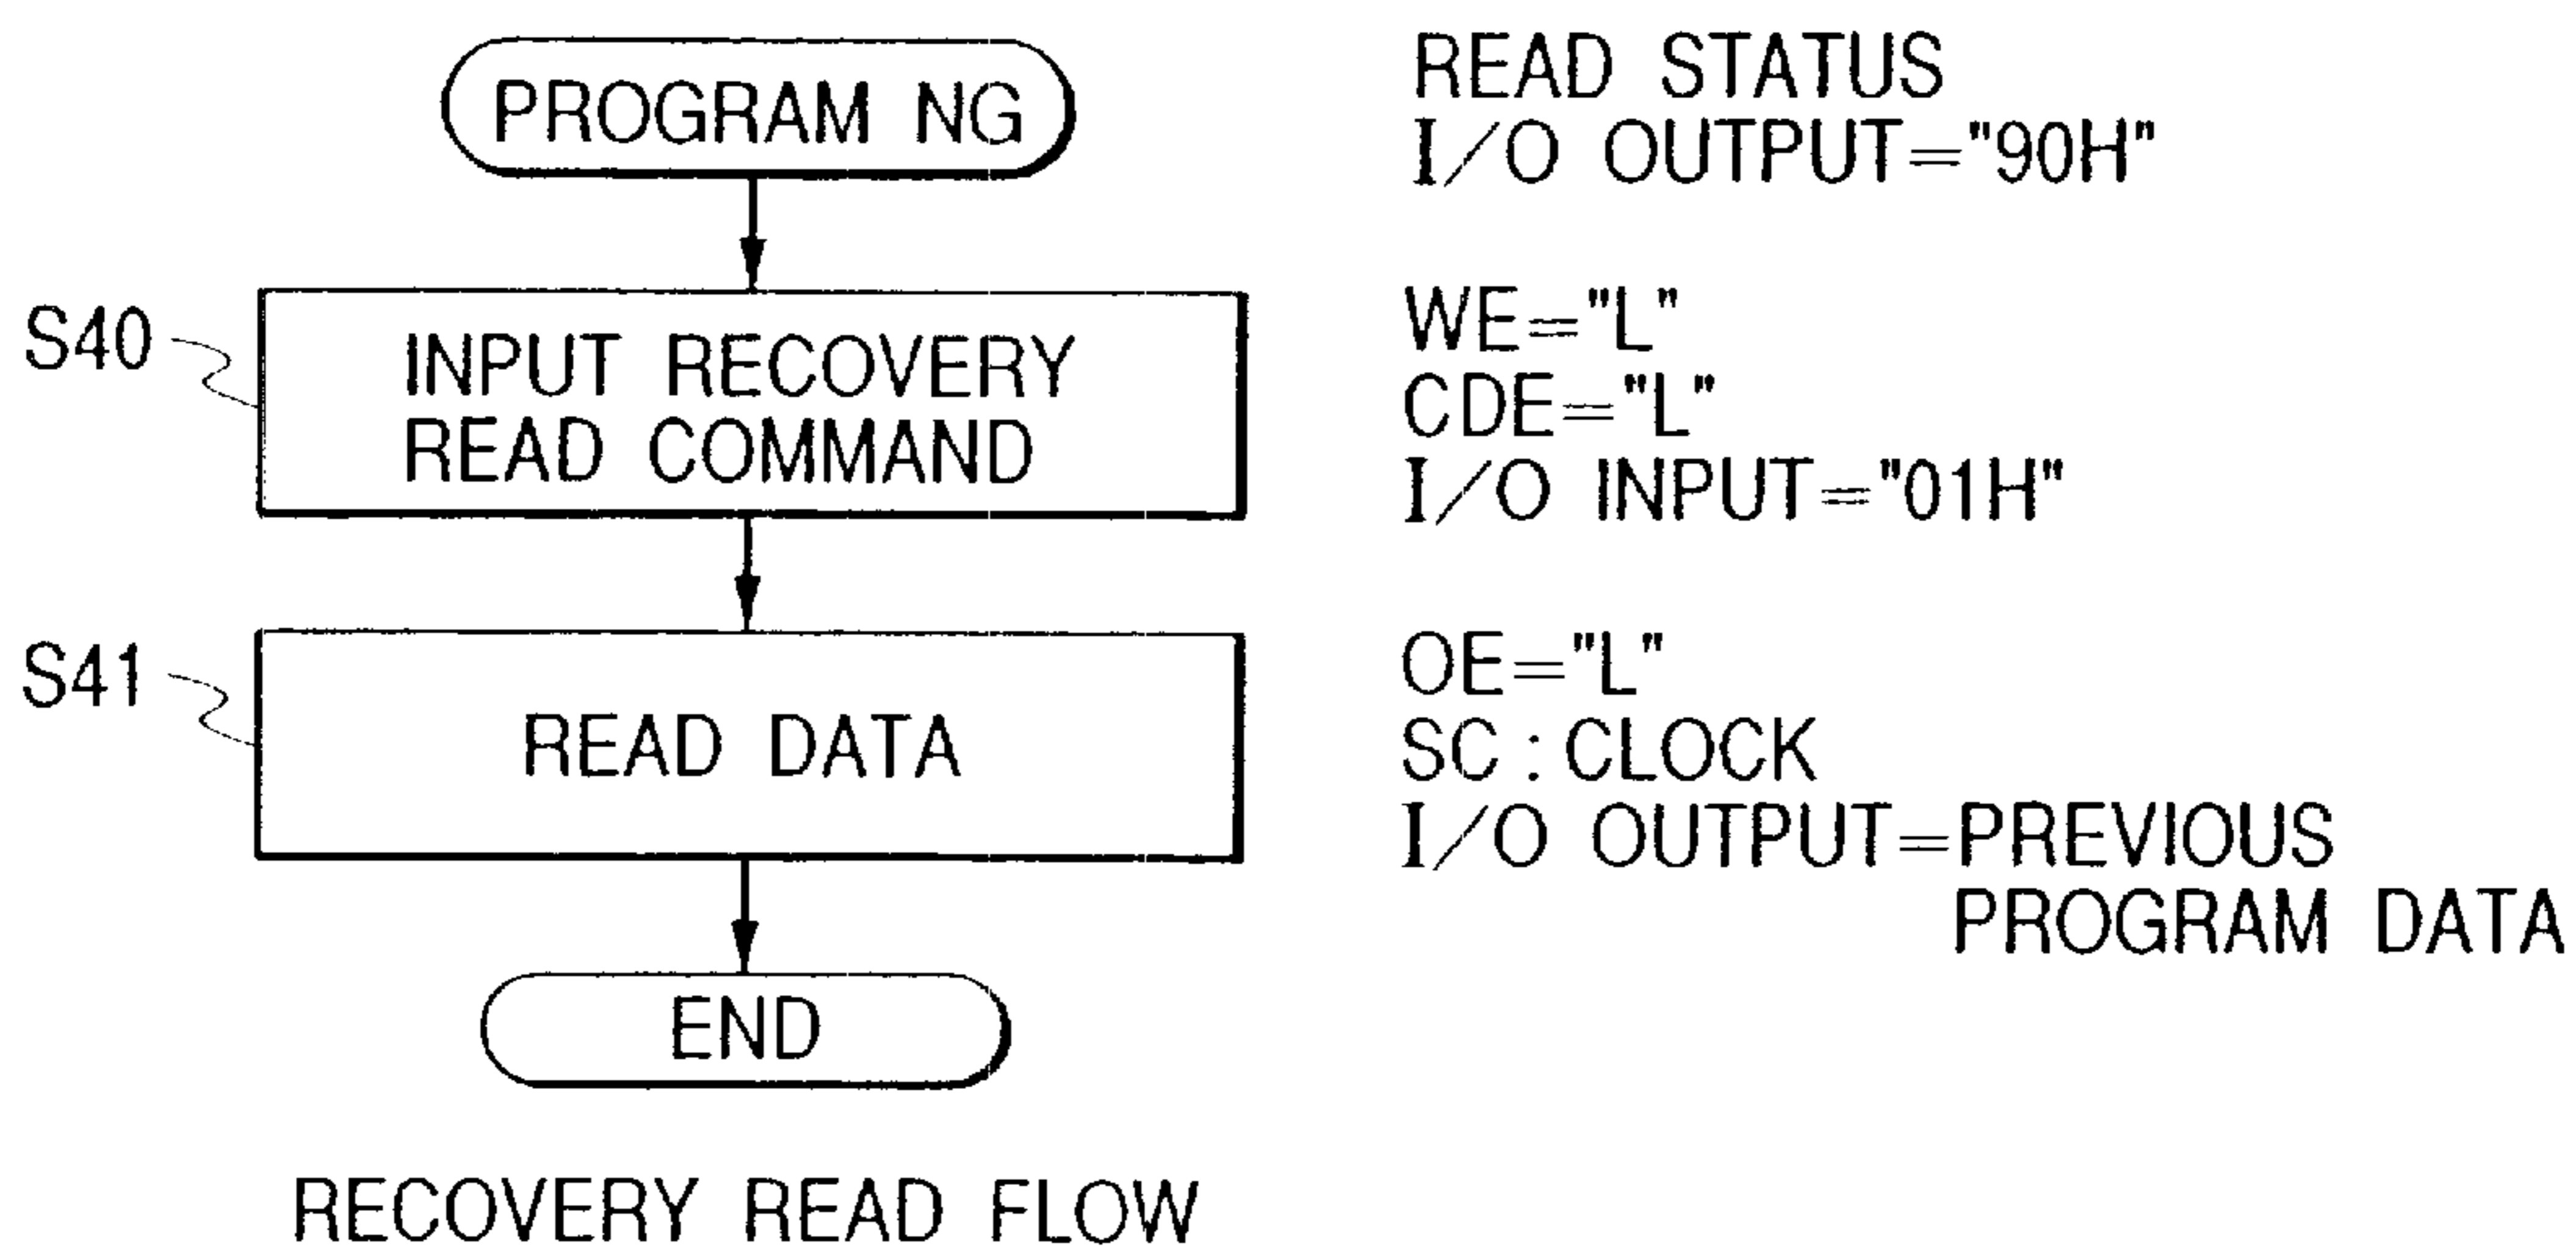 PROGRAM NG
READ STATUS
I/O OUTPUT="90H"
S40
INPUT RECOVERY
READ COMMAND
WE="L"
CDE="L"
I/O INPUT="01H"
S41
READ DATA
OE="L"
SC : CLOCK
I/O OUTPUT=PREVIOUS
PROGRAM DATA
END
RECOVERY READ FLOW